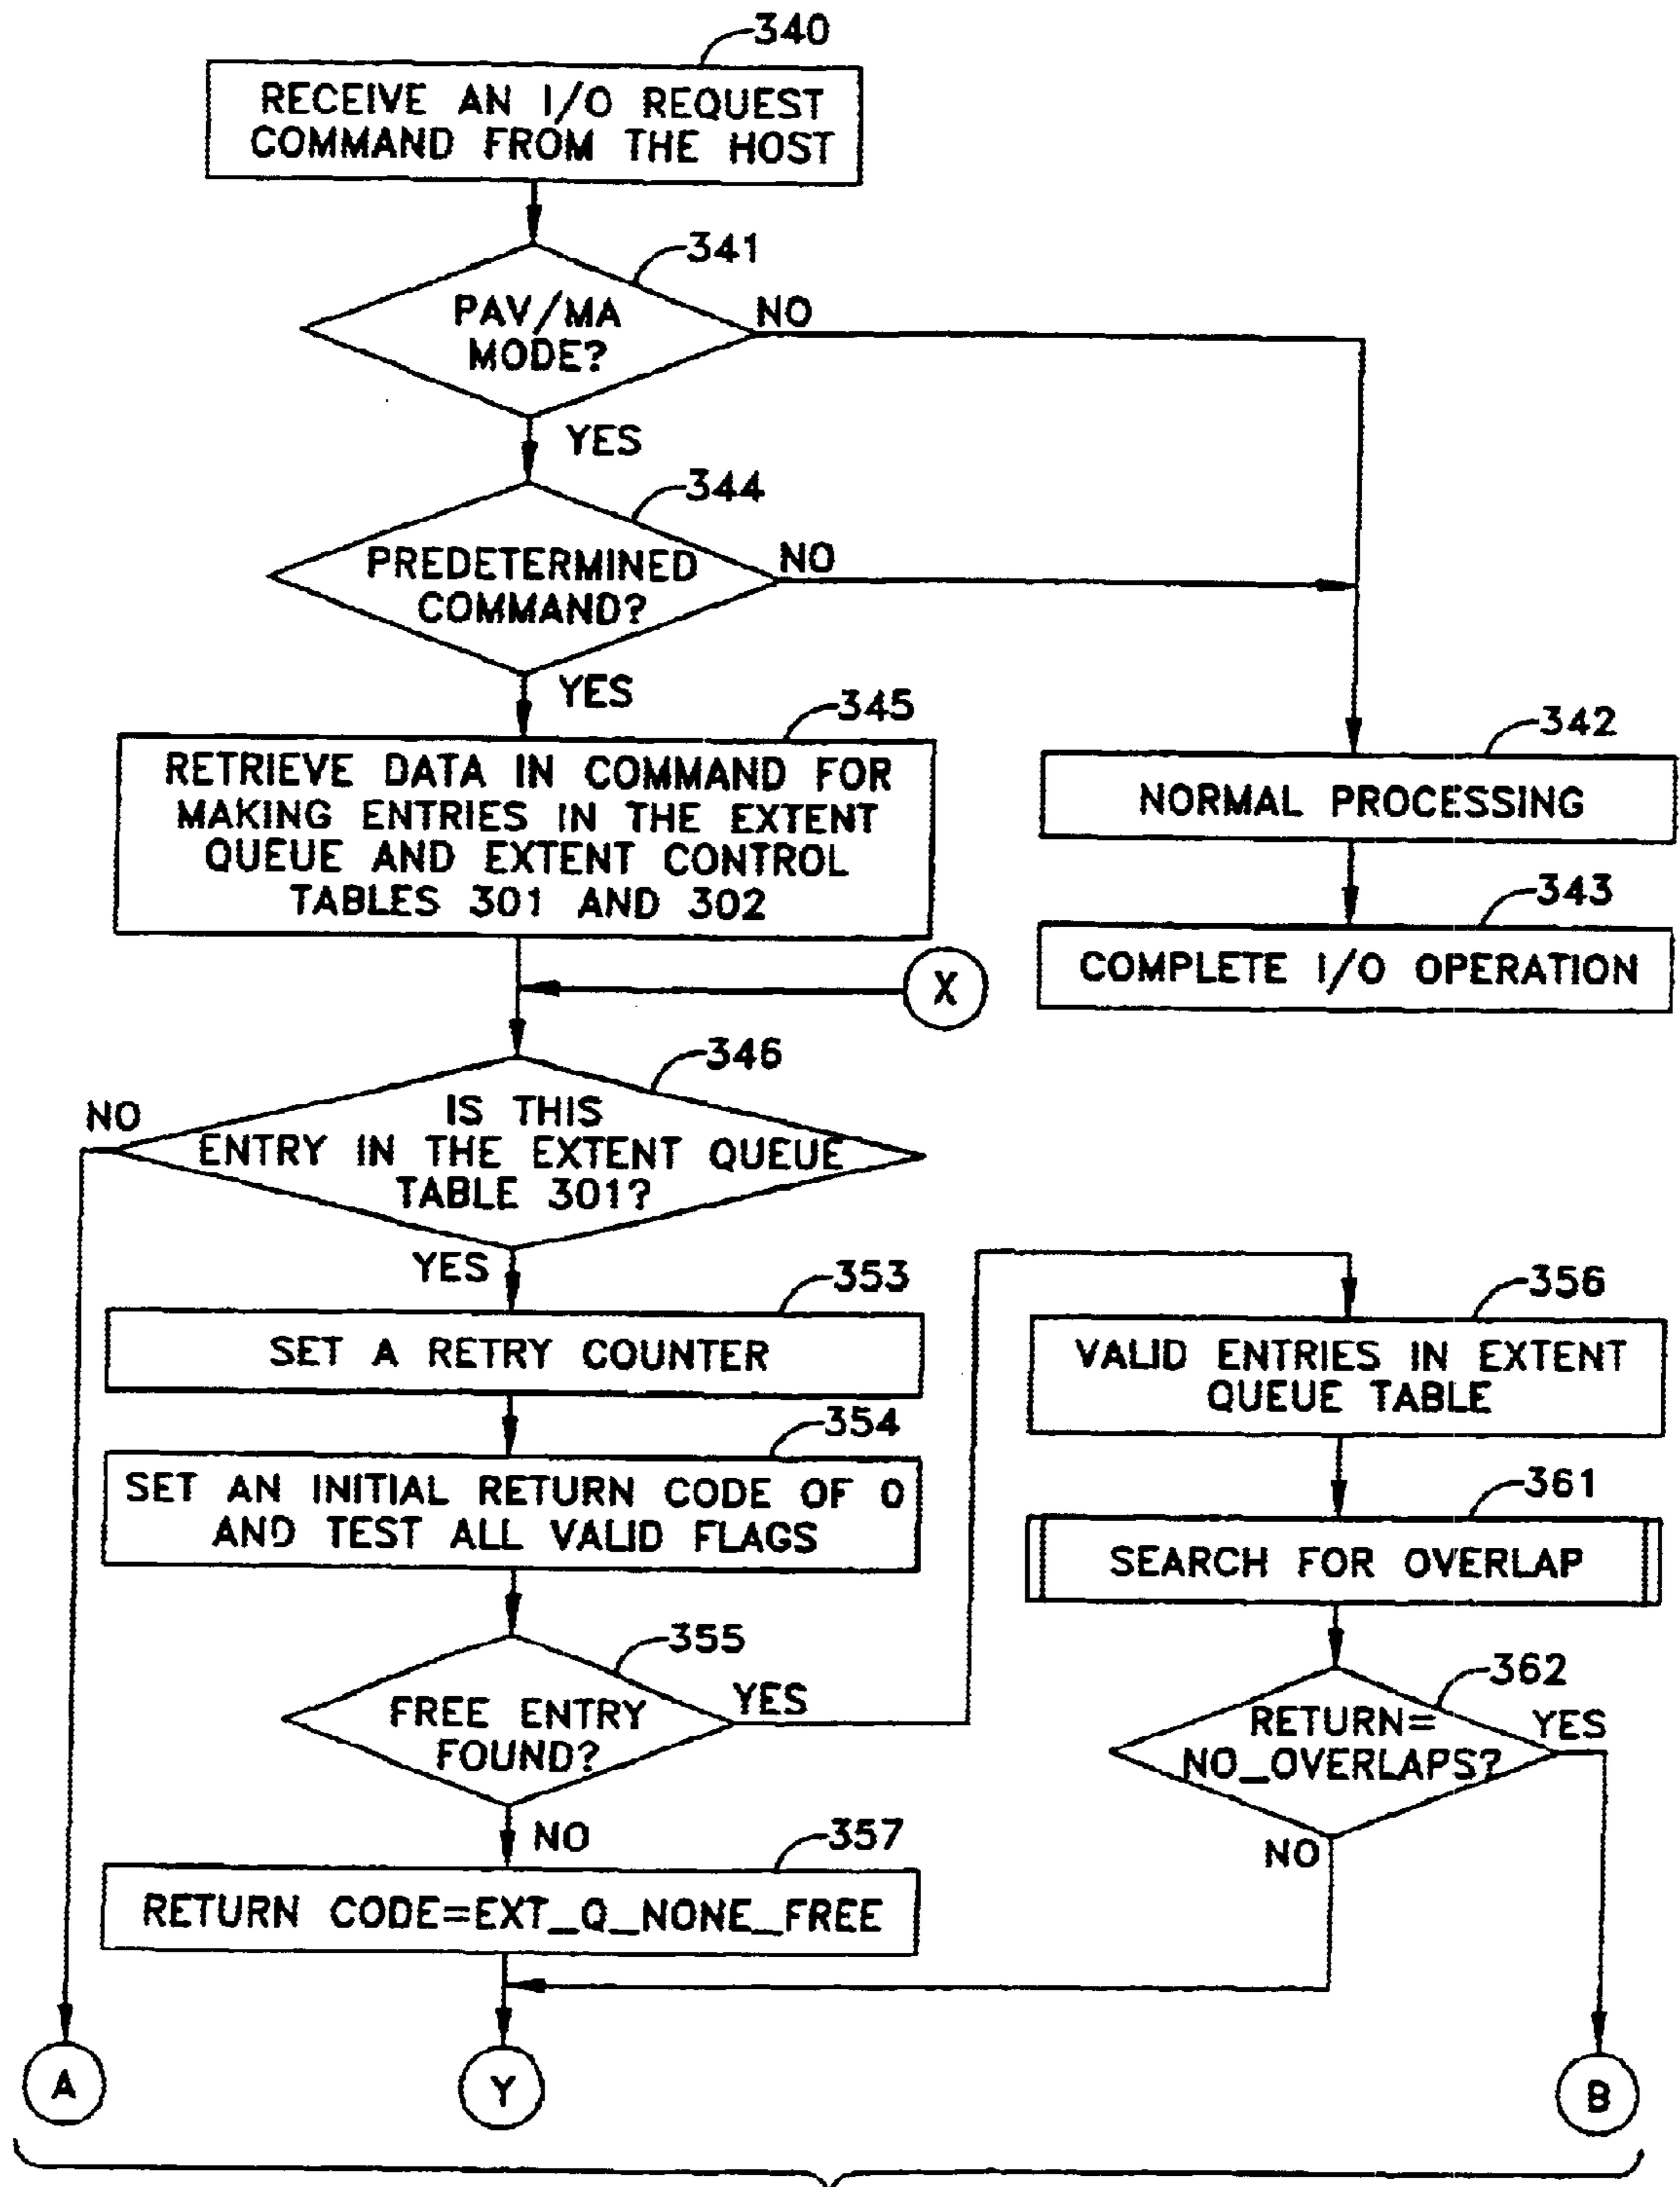 340
RECEIVE AN I/O REQUEST
COMMAND FROM THE HOST
341
PAV/MA
MODE?
NO
YES
344
PREDETERMINED
COMMAND?
NO
YES
345
RETRIEVE DATA IN COMMAND FOR
MAKING ENTRIES IN THE EXTENT
QUEUE AND EXTENT CONTROL
TABLES 301 AND 302
342
NORMAL PROCESSING
343
COMPLETE I/O OPERATION
X
346
IS THIS
ENTRY IN THE EXTENT QUEUE
TABLE 301?
NO
YES
353
SET A RETRY COUNTER
354
SET AN INITIAL RETURN CODE OF 0
AND TEST ALL VALID FLAGS
355
FREE ENTRY
FOUND?
YES
NO
357
RETURN CODE=EXT_Q_NONE_FREE
356
VALID ENTRIES IN EXTENT
QUEUE TABLE
361
SEARCH FOR OVERLAP
362
RETURN=
NO_OVERLAPS?
YES
NO
A
Y
B